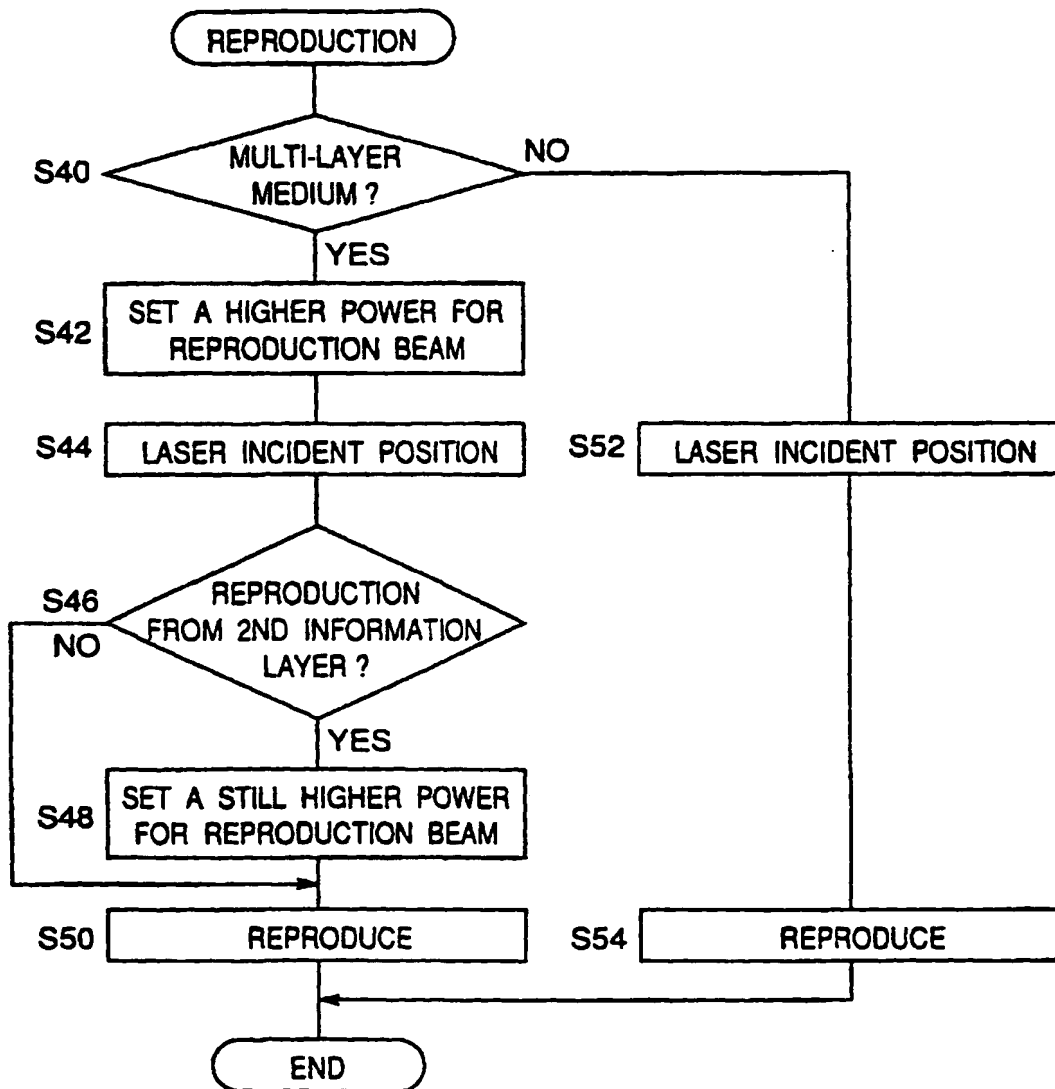 REPRODUCTION
S40
MULTI-LAYER
MEDIUM ?
NO
YES
S42
SET A HIGHER POWER FOR
REPRODUCTION BEAM
S44
LASER INCIDENT POSITION
S52
LASER INCIDENT POSITION
S46
REPRODUCTION
FROM 2ND INFORMATION
LAYER ?
NO
YES
S48
SET A STILL HIGHER POWER
FOR REPRODUCTION BEAM
S50
REPRODUCE
S54
REPRODUCE
END